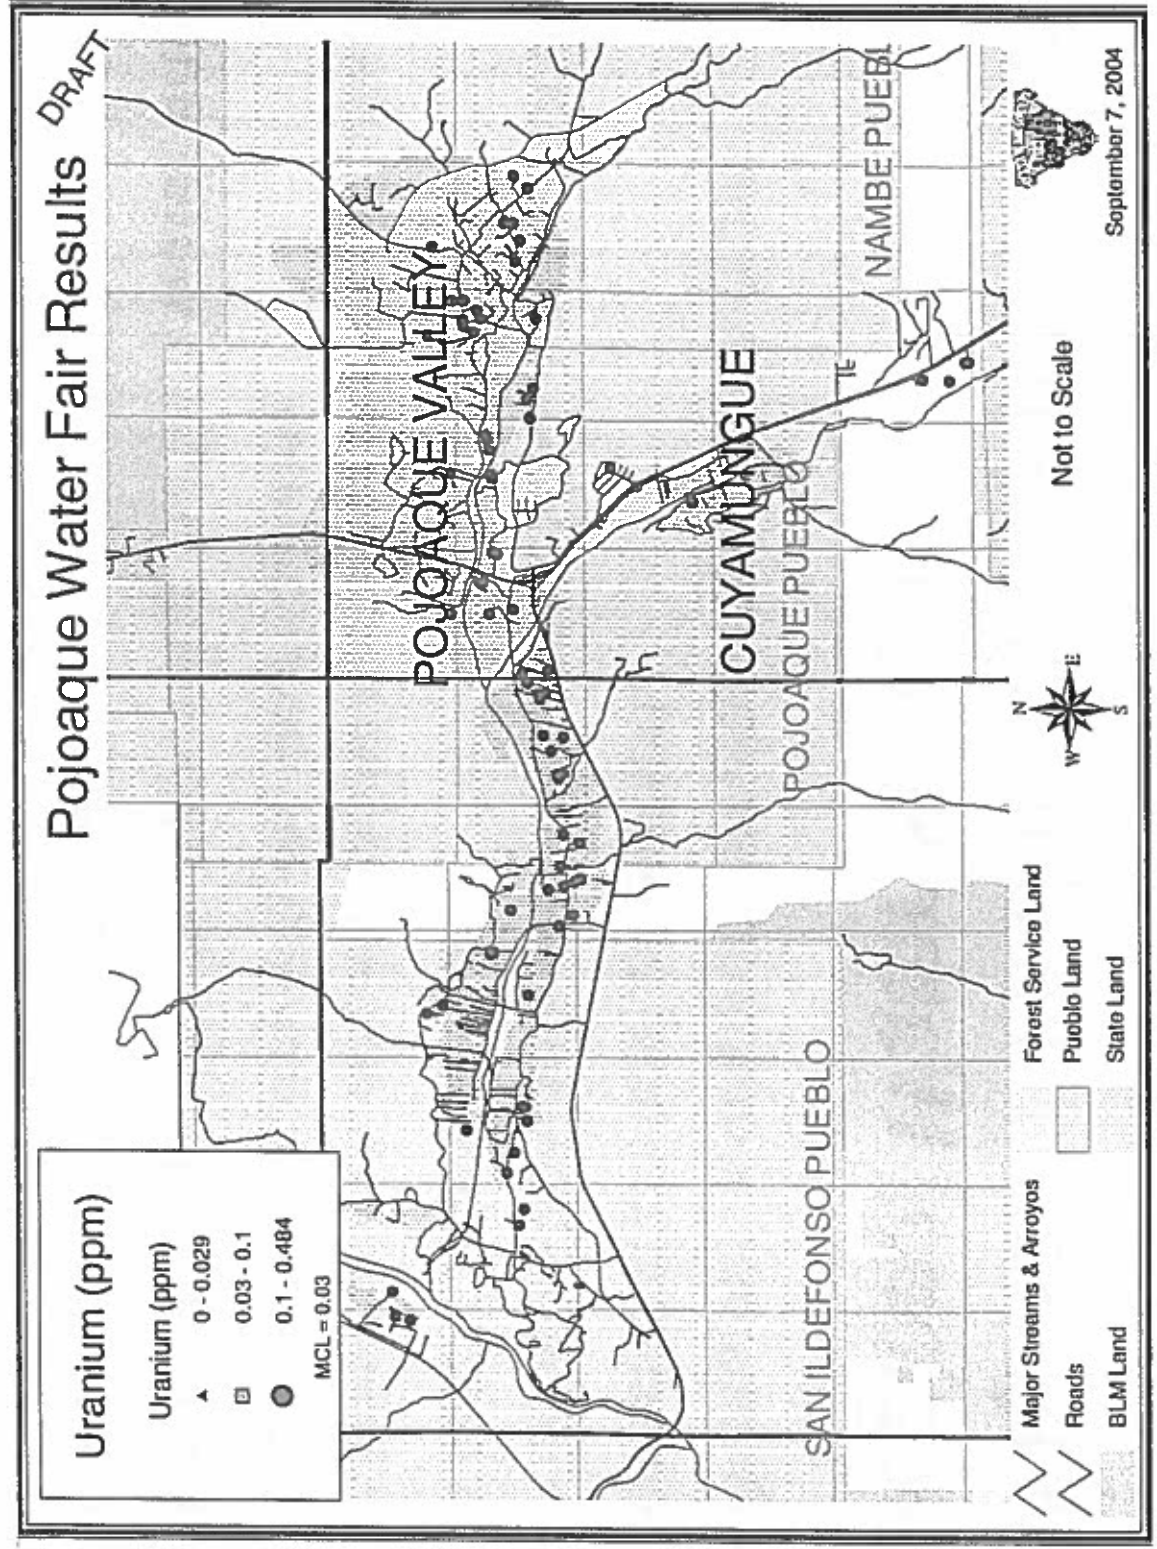 Pojoaque Water Fair Results
DRAFT
Uranium (ppm)
Uranium (ppm)
0 - 0.029
0.03 - 0.1
0.1 - 0.484
MCL = 0.03
POJOAQUE VALLEY
CUYAMUNGUE
POJOAQUE PUEBLO
NAMBE PUEBL
SAN ILDEFONSO PUEBLO
Major Streams & Arroyos
Roads
BLM Land
Forest Service Land
Pueblo Land
State Land
N
W
E
S
Not to Scale
September 7, 2004